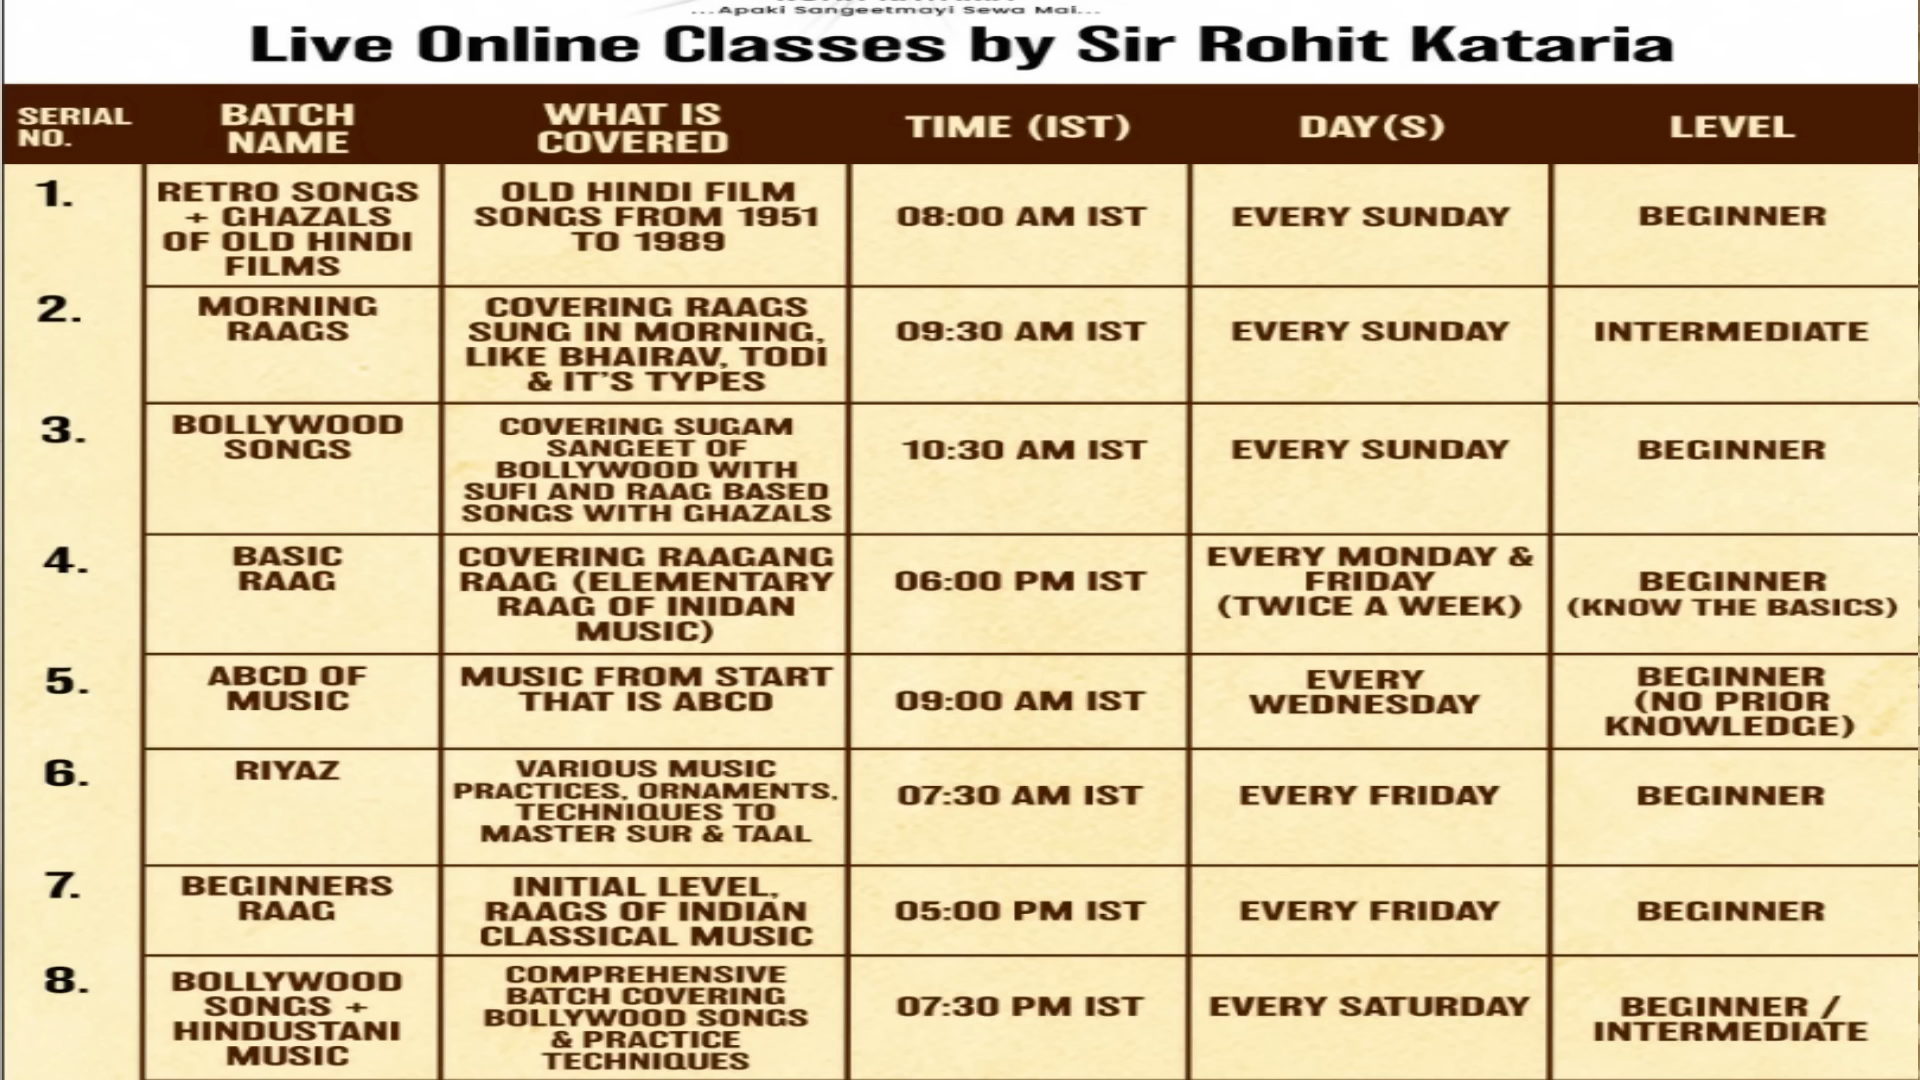 ...Apaki Sangeetmayi Sewa Mai...
Live Online Classes by Sir Rohit Kataria
SERIAL
NO.
BATCH
NAME
WHAT IS
COVERED
TIME (IST)
DAY(S)
LEVEL
1.
RETRO SONGS
+ GHAZALS
OF OLD HINDI
FILMS
OLD HINDI FILM
SONGS FROM 1951
TO 1989
08:00 AM IST
EVERY SUNDAY
BEGINNER
2.
MORNING
RAAGS
COVERING RAAGS
SUNG IN MORNING,
LIKE BHAIRAV, TODI
& IT'S TYPES
09:30 AM IST
EVERY SUNDAY
INTERMEDIATE
3.
BOLLYWOOD
SONGS
COVERING SUGAM
SANGEET OF
BOLLYWOOD WITH
SUFI AND RAAG BASED
SONGS WITH GHAZALS
10:30 AM IST
EVERY SUNDAY
BEGINNER
4.
BASIC
RAAG
COVERING RAAGANG
RAAG (ELEMENTARY
RAAG OF INIDAN
MUSIC)
06:00 PM IST
EVERY MONDAY &
FRIDAY
(TWICE A WEEK)
BEGINNER
(KNOW THE BASICS)
5.
ABCD OF
MUSIC
MUSIC FROM START
THAT IS ABCD
09:00 AM IST
EVERY
WEDNESDAY
BEGINNER
(NO PRIOR
KNOWLEDGE)
6.
RIYAZ
VARIOUS MUSIC
PRACTICES, ORNAMENTS,
TECHNIQUES TO
MASTER SUR & TAAL
07:30 AM IST
EVERY FRIDAY
BEGINNER
7.
BEGINNERS
RAAG
INITIAL LEVEL,
RAAGS OF INDIAN
CLASSICAL MUSIC
05:00 PM IST
EVERY FRIDAY
BEGINNER
8.
BOLLYWOOD
SONGS +
HINDUSTANI
MUSIC
COMPREHENSIVE
BATCH COVERING
BOLLYWOOD SONGS
& PRACTICE
TECHNIQUES
07:30 PM IST
EVERY SATURDAY
BEGINNER /
INTERMEDIATE